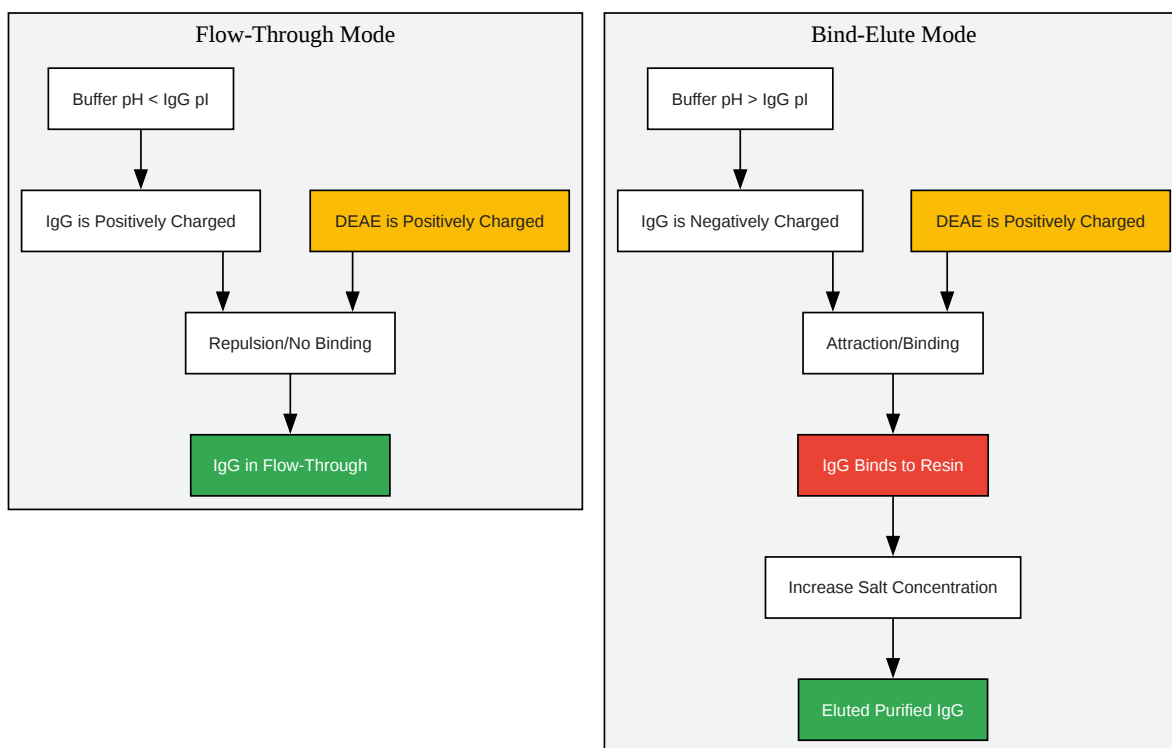 Flow-Through Mode
Buffer pH < IgG pI
IgG is Positively Charged
DEAE is Positively Charged
Repulsion/No Binding
IgG in Flow-Through
Bind-Elute Mode
Buffer pH > IgG pI
IgG is Negatively Charged
DEAE is Positively Charged
Attraction/Binding
IgG Binds to Resin
Increase Salt Concentration
Eluted Purified IgG